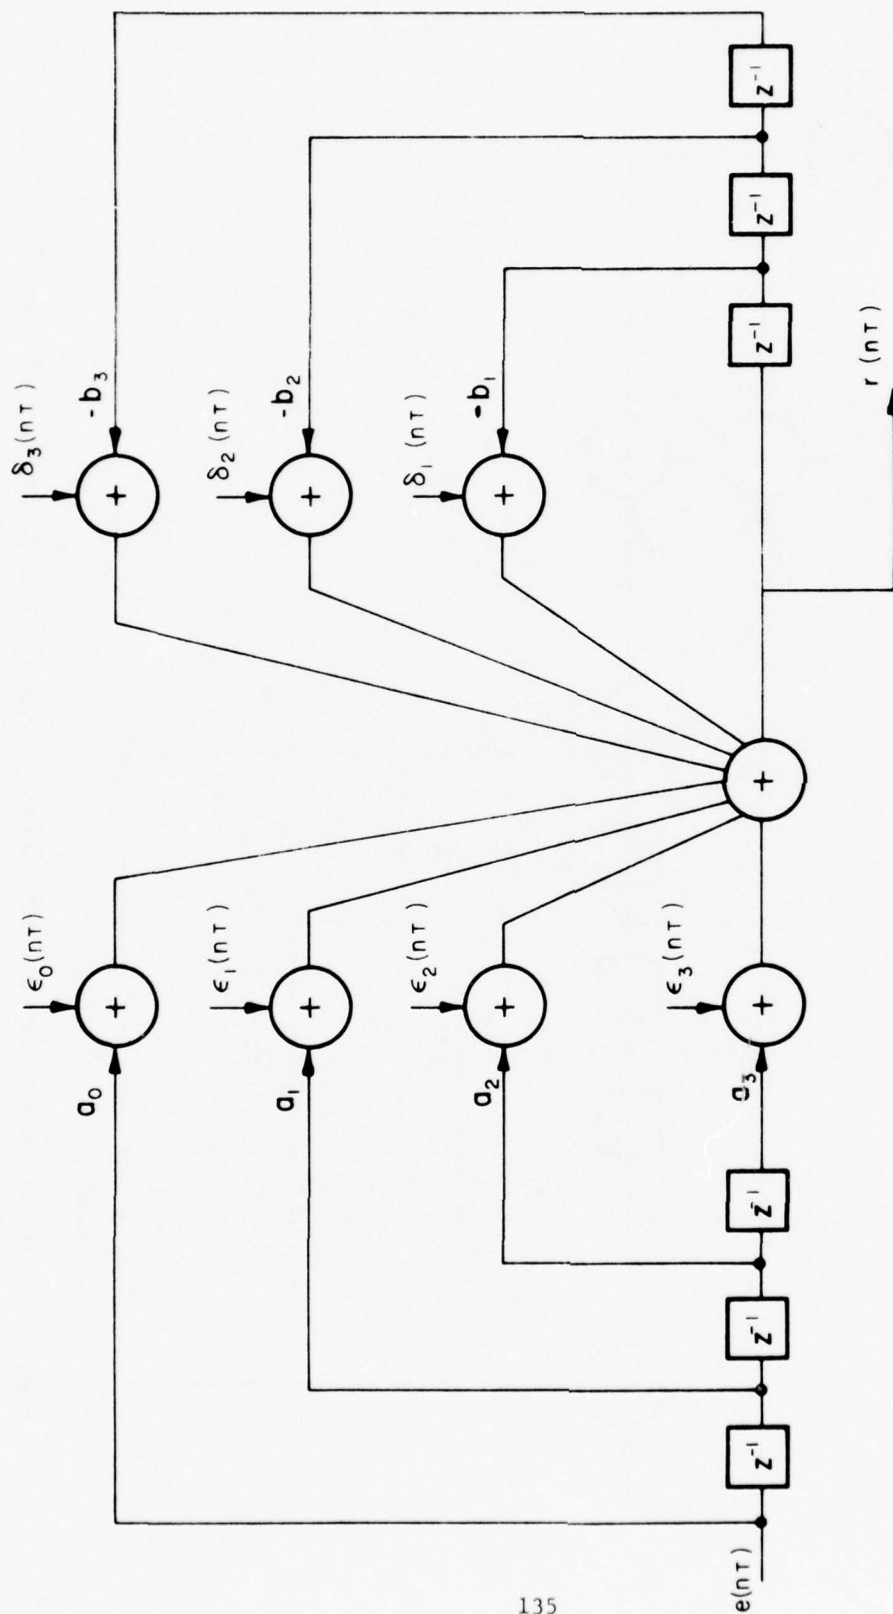 ε₀(nT)
a₀
ε₁(nT)
a₁
ε₂(nT)
a₂
ε₃(nT)
a₃
e(nT)
z⁻¹
z⁻¹
z⁻¹
+
+
+
+
+
δ₃(nT)
-b₃
+
δ₂(nT)
-b₂
+
δ₁(nT)
-b₁
+
z⁻¹
z⁻¹
z⁻¹
r(nT)
135